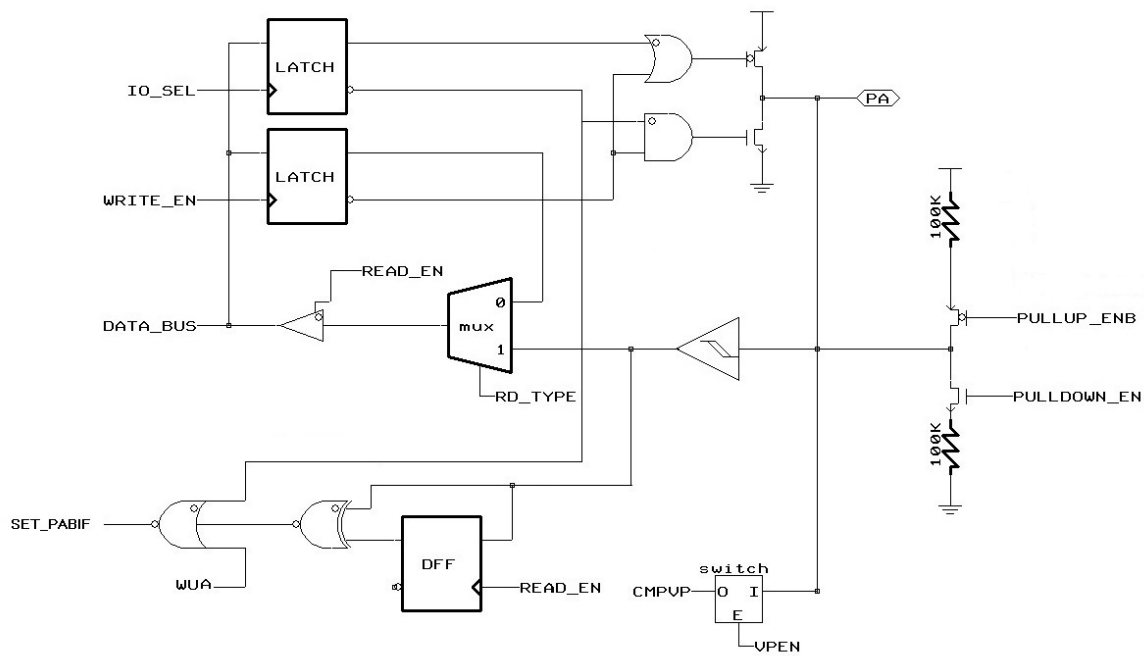 LATCH
IO_SEL
PA
LATCH
WRITE_EN
100K
READ_EN
0
DATA_BUS
mux
PULLUP_ENB
1
RD_TYPE
PULLDOWN_EN
100K
SET_PABIF
DFF
switch
WUA
READ_EN
CMPVP
O I
E
VPEN